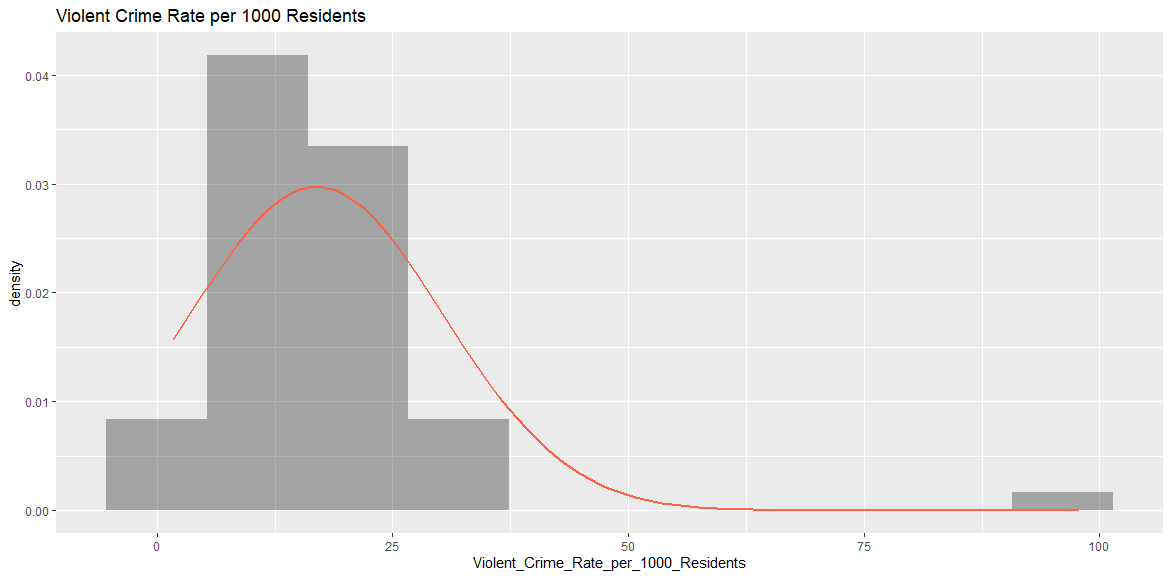 Violent Crime Rate per 1000 Residents
0.04
0.03
0.02
0.01
0.00
density
0 25 50 75 100
Violent_Crime_Rate_per_1000_Residents